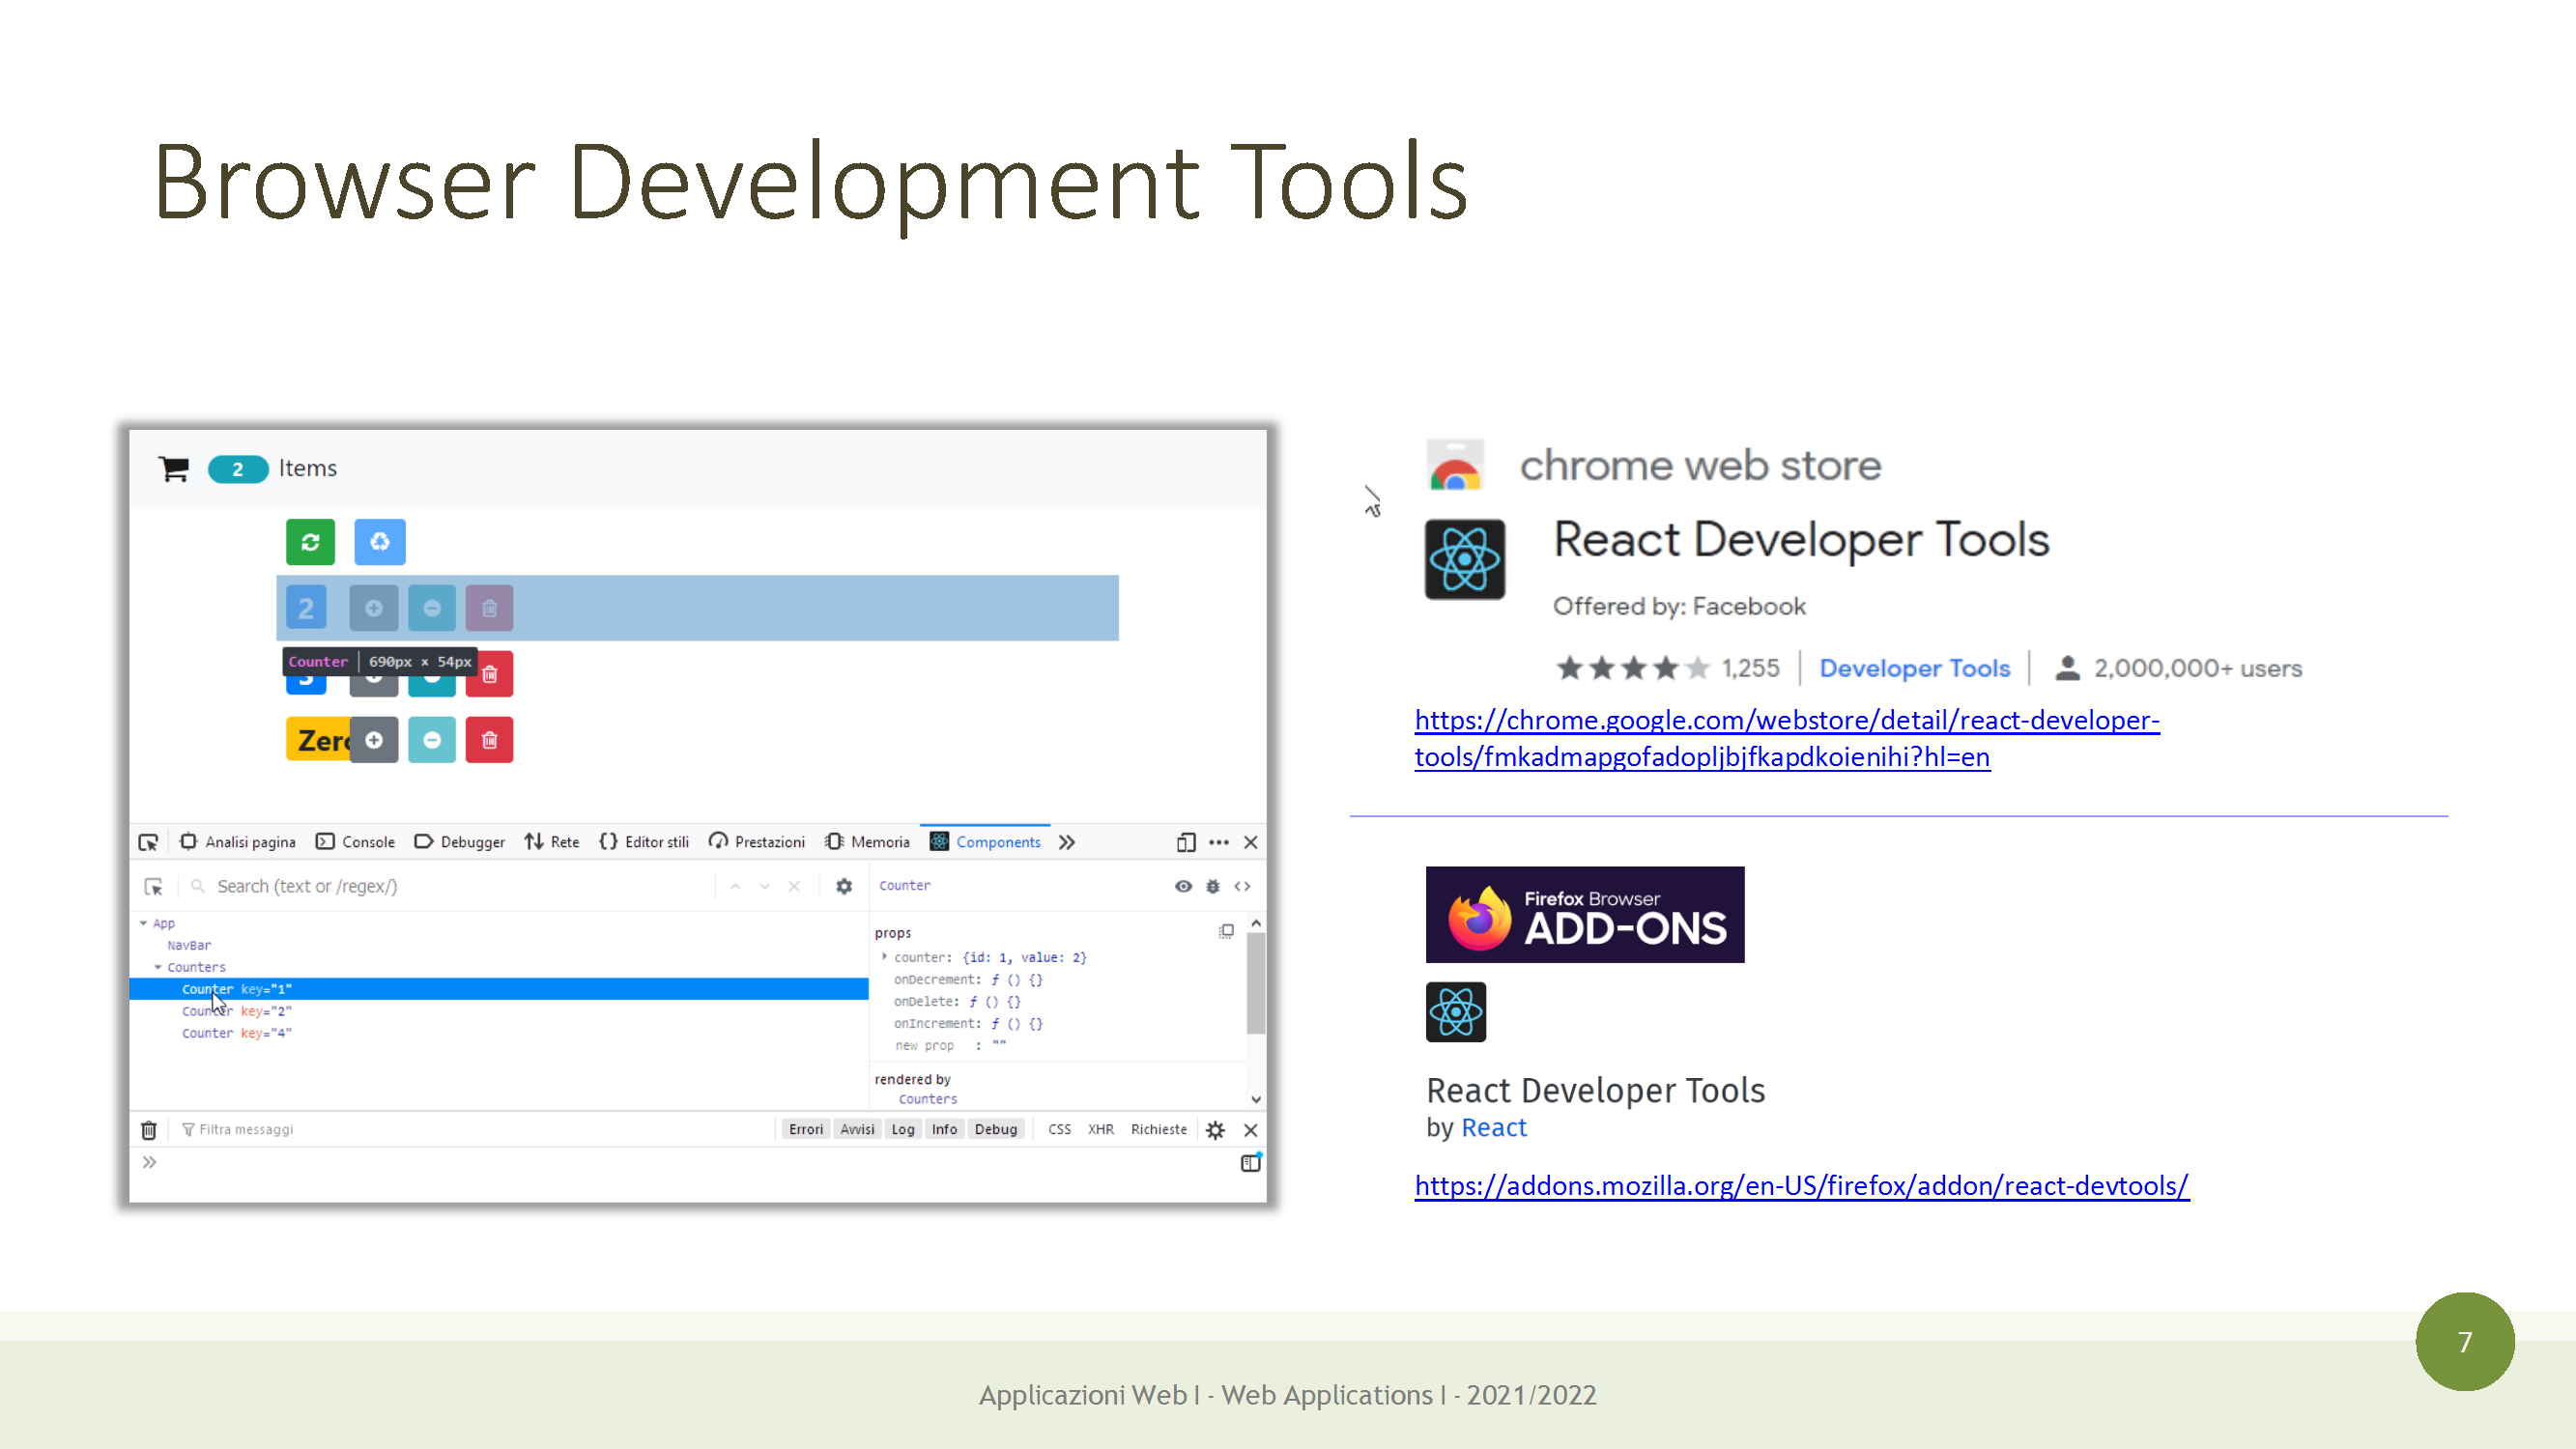 Browser Development Tools
2 Items
2
Counter 690px × 54px
Zero
Analisi pagina Console Debugger Rete Editor stili Prestazioni Memoria Components
Search (text or /regex/) Counter
App
NavBar
Counters
Counter key="1"
Counter key="2"
Counter key="4"
props
counter: {id: 1, value: 2}
onDecrement: ƒ () {}
onDelete: ƒ () {}
onIncrement: ƒ () {}
new prop : ""
rendered by
Counters
Filtra messaggi Errori Avvisi Log Info Debug CSS XHR Richieste
chrome web store
React Developer Tools
Offered by: Facebook
1,255 Developer Tools 2,000,000+ users
https://chrome.google.com/webstore/detail/react-developer-
tools/fmkadmapgofadopljbjfkapdkoienihi?hl=en
Firefox Browser
ADD-ONS
React Developer Tools
by React
https://addons.mozilla.org/en-US/firefox/addon/react-devtools/
7
Applicazioni Web I - Web Applications I - 2021/2022